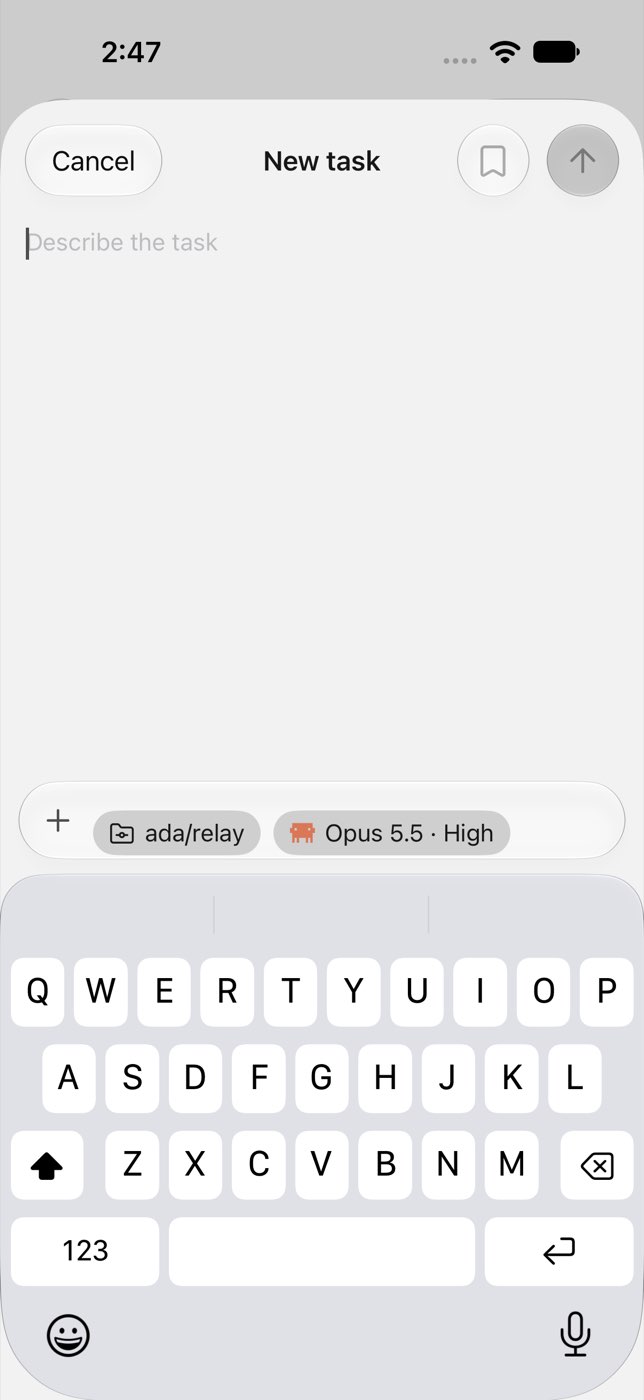 2:47
Cancel New task
Describe the task
ada/relay Opus 5.5 · High
Q W E R T Y U I O P
A S D F G H J K L
Z X C V B N M
123